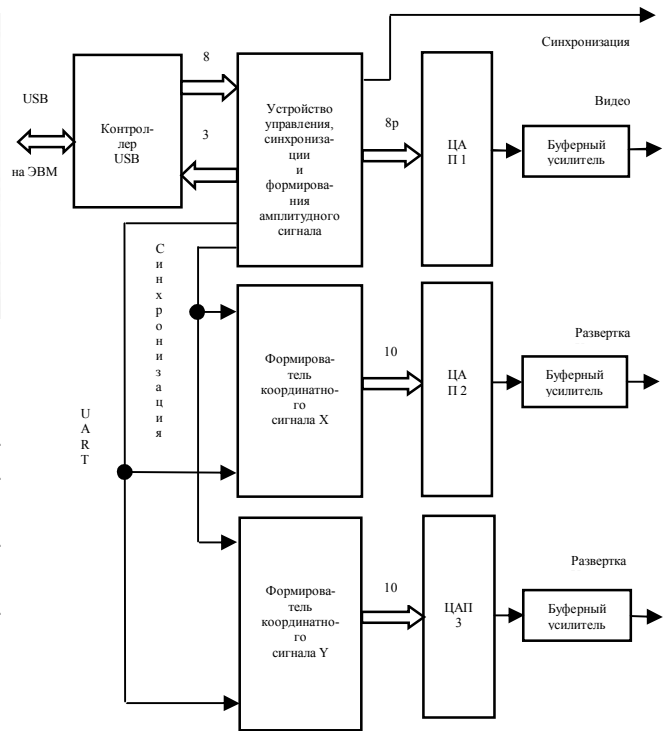 Синхронизация
8
USB
3
на ЭВМ
Контрол-
лер
USB
Устройство
управления,
синхрониза-
ции
и
формирова-
ния
амплитудного
сигнала
8р
ЦА
П 1
Видео
Буферный
усилитель
Синхронизация
UART
Формирова-
тель
координатно-
го
сигнала X
10
ЦА
П 2
Развертка
Буферный
усилитель
Формирова-
тель
координатно-
го
сигнала Y
10
ЦАП
3
Развертка
Буферный
усилитель